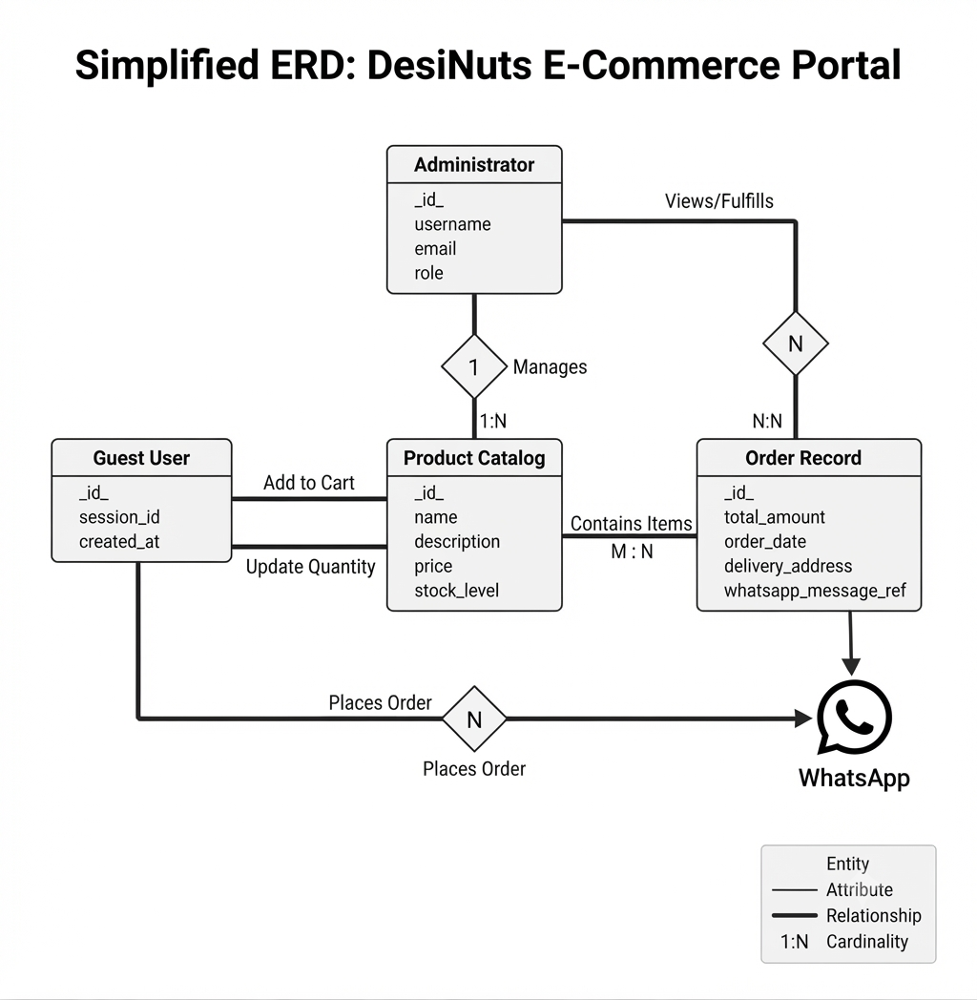 Simplified ERD: DesiNuts E-Commerce Portal
Administrator
_id_
username
email
role
Views/Fulfills
N
N:N
1
Manages
1:N
Guest User
_id_
session_id
created_at
Add to Cart
Update Quantity
Product Catalog
_id_
name
description
price
stock_level
Contains Items
M : N
Order Record
_id_
total_amount
order_date
delivery_address
whatsapp_message_ref
Places Order
N
Places Order
WhatsApp
Entity
Attribute
Relationship
1:N Cardinality